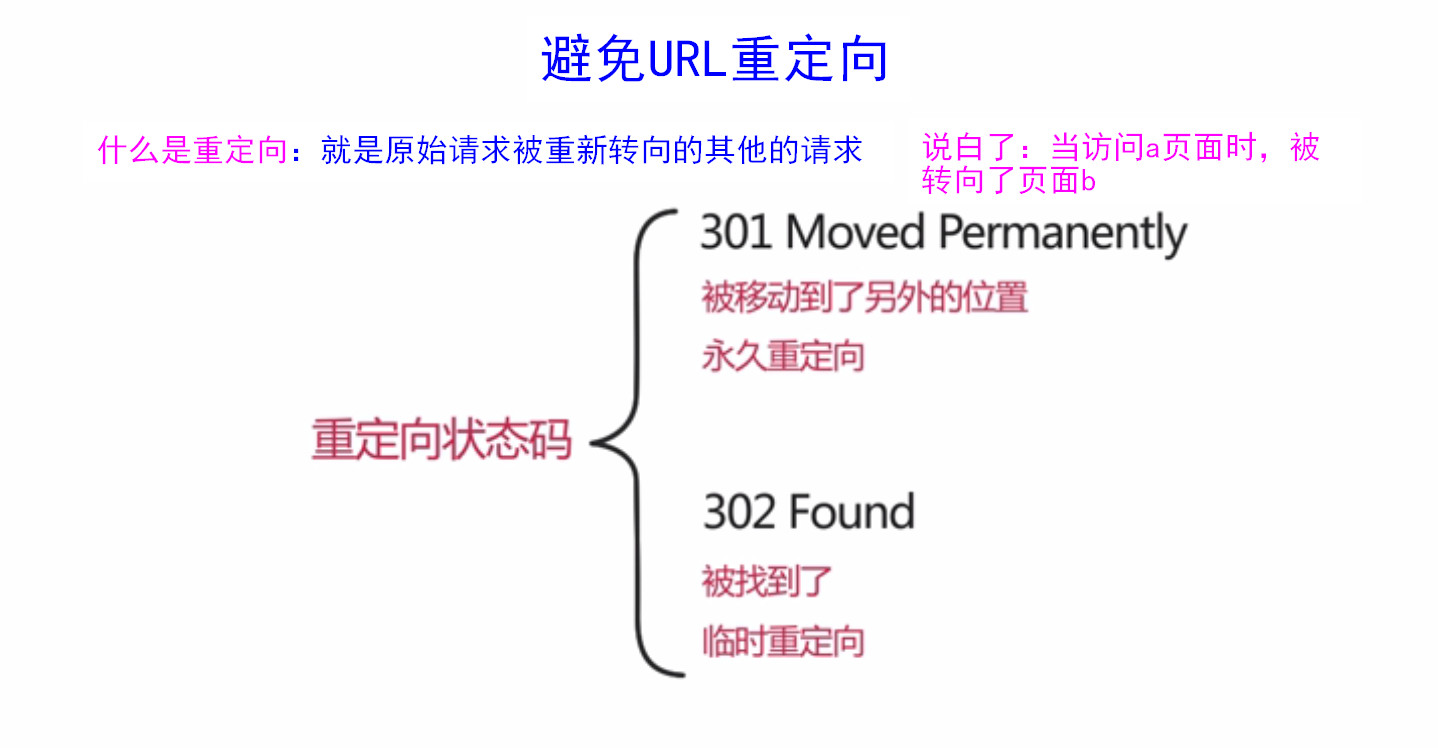 避免URL重定向
什么是重定向：就是原始请求被重新转向的其他的请求
说白了：当访问a页面时，被
转向了页面b
301 Moved Permanently
被移动到了另外的位置
永久重定向
重定向状态码
302 Found
被找到了
临时重定向